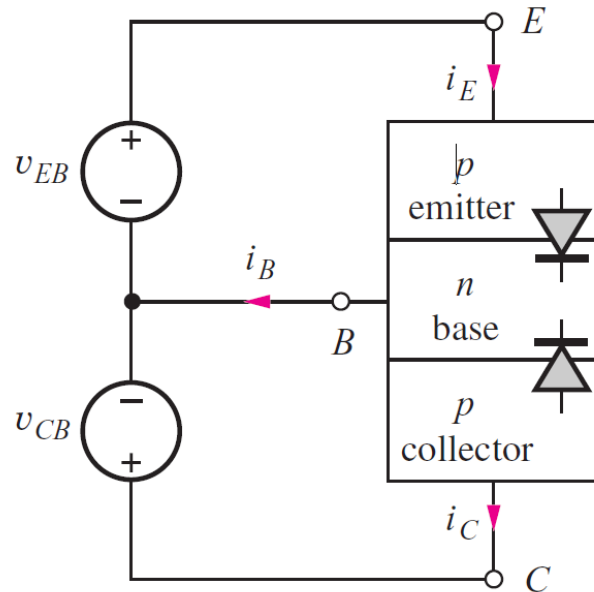 E
i_E
+
v_EB
−
p
emitter
i_B
n
base
B
−
v_CB
+
p
collector
i_C
C